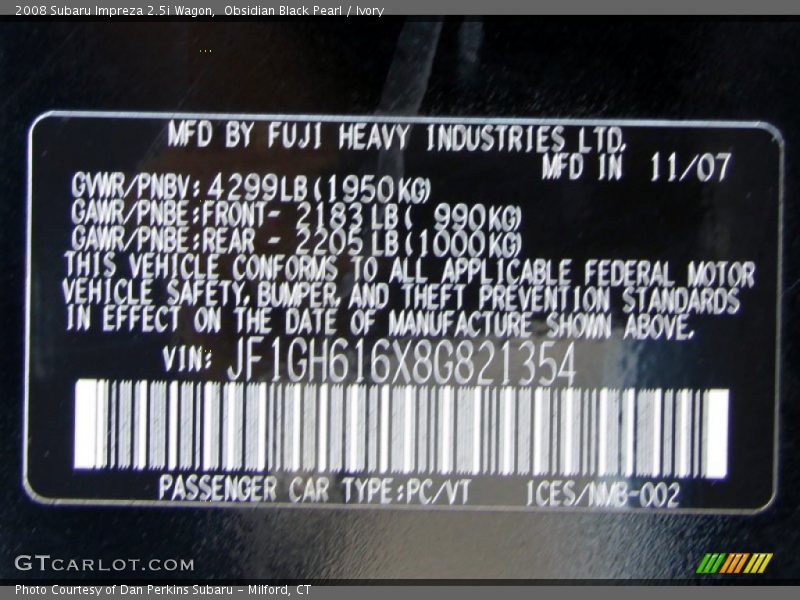 2008 Subaru Impreza 2.5i Wagon,  Obsidian Black Pearl / Ivory
MFD BY FUJI HEAVY INDUSTRIES LTD.
MFD IN 11/07
GVWR/PNBV:4299LB(1950KG)
GAWR/PNBE:FRONT- 2183LB( 990KG)
GAWR/PNBE:REAR - 2205LB(1000KG)
THIS VEHICLE CONFORMS TO ALL APPLICABLE FEDERAL MOTOR
VEHICLE SAFETY, BUMPER, AND THEFT PREVENTION STANDARDS
IN EFFECT ON THE DATE OF MANUFACTURE SHOWN ABOVE.
VIN: JF1GH616X8G821354
PASSENGER CAR TYPE:PC/VT ICES/NMB-002
GTCARLOT.COM
Photo Courtesy of Dan Perkins Subaru – Milford, CT